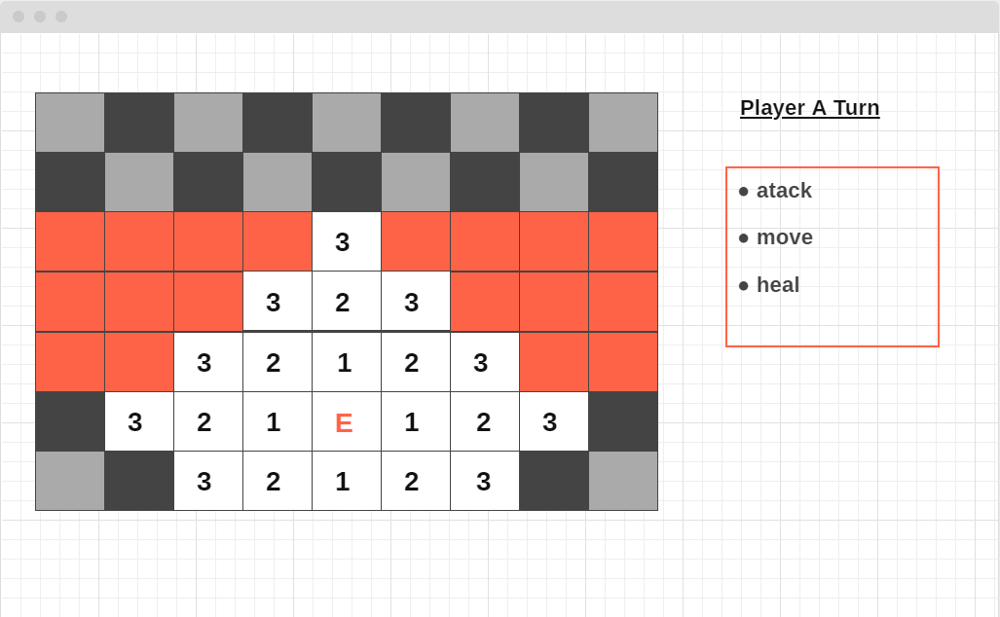 Player A Turn
● atack
● move
● heal
3
3 2 3
3 2 1 2 3
3 2 1 E 1 2 3
3 2 1 2 3